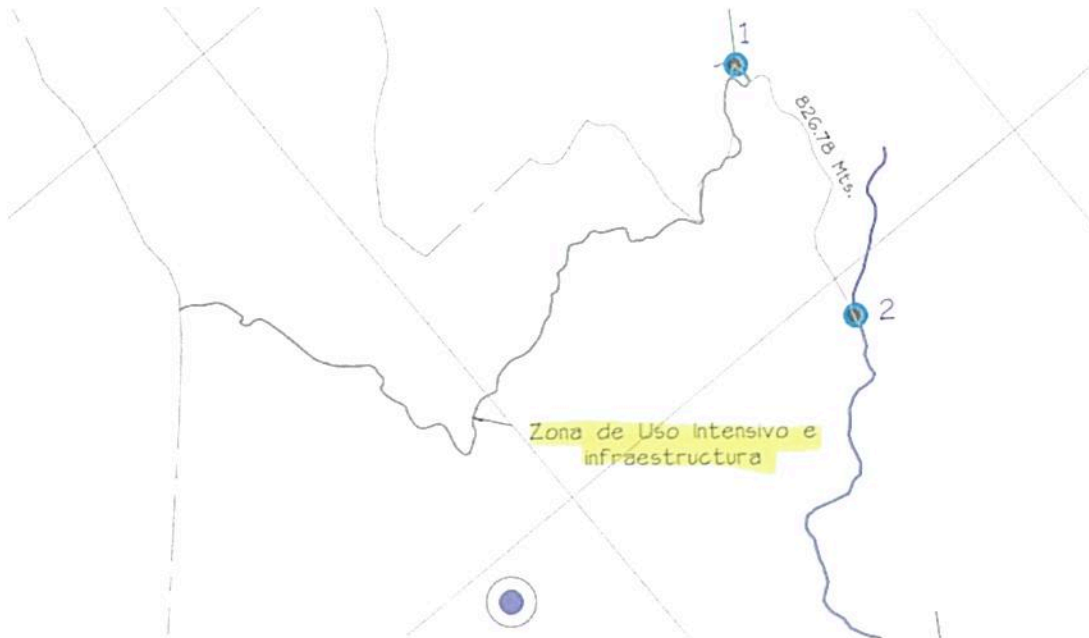 1
826.78 Mts.
2
Zona de Uso Intensivo e
infraestructura